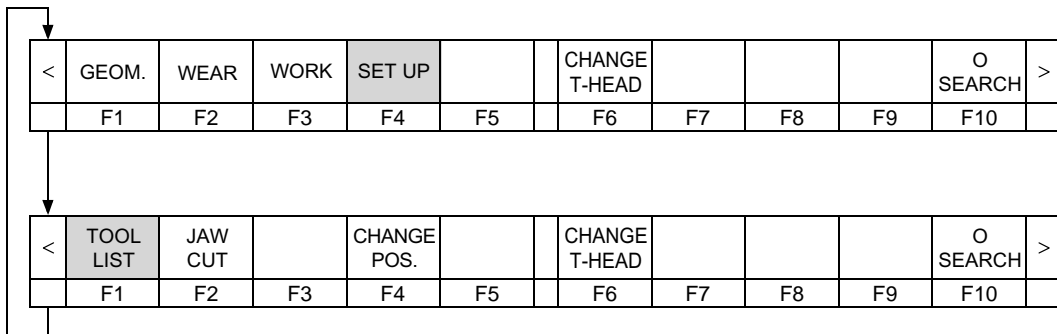 < GEOM. WEAR WORK SET UP CHANGE T-HEAD O SEARCH >
F1 F2 F3 F4 F5 F6 F7 F8 F9 F10
< TOOL LIST JAW CUT CHANGE POS. CHANGE T-HEAD O SEARCH >
F1 F2 F3 F4 F5 F6 F7 F8 F9 F10